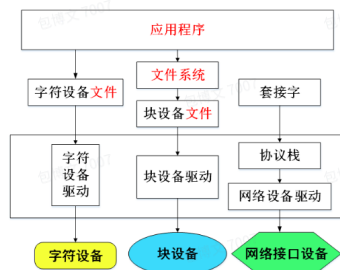 应用程序
文件系统
字符设备文件
块设备文件
套接字
字符
设备
驱动
块设备驱动
协议栈
网络设备驱动
字符设备
块设备
网络接口设备